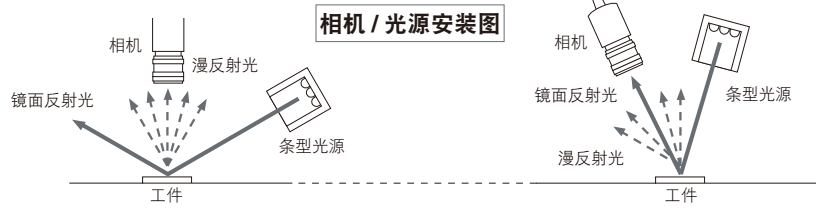 相机 / 光源安装图
相机
漫反射光
镜面反射光
条型光源
工件
相机
镜面反射光
条型光源
漫反射光
工件